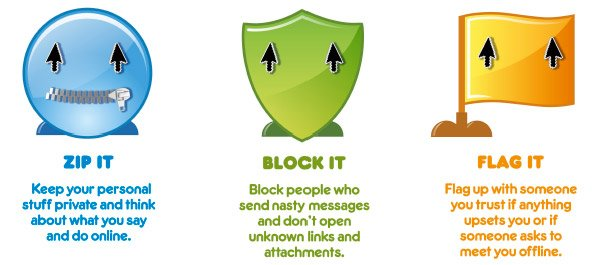 ZIP IT
Keep your personal
stuff private and think
about what you say
and do online.
BLOCK IT
Block people who
send nasty messages
and don't open
unknown links and
attachments.
FLAG IT
Flag up with someone
you trust if anything
upsets you or if
someone asks to
meet you offline.